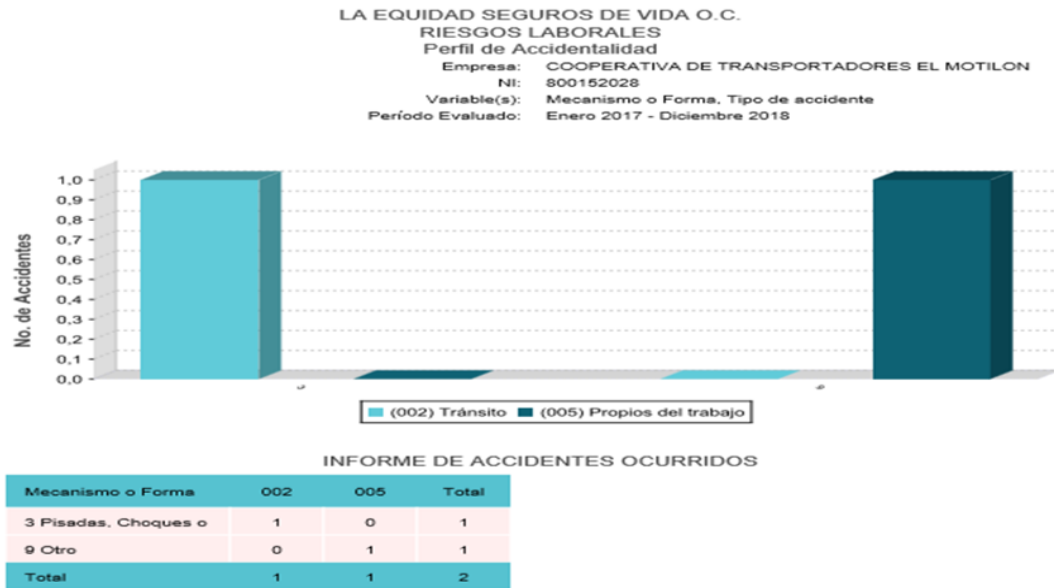 LA EQUIDAD SEGUROS DE VIDA O.C.
RIESGOS LABORALES
Perfil de Accidentalidad
Empresa: COOPERATIVA DE TRANSPORTADORES EL MOTILON
NI: 800152028
Variable(s): Mecanismo o Forma, Tipo de accidente
Período Evaluado: Enero 2017 - Diciembre 2018
No. de Accidentes
1,0
0,9
0,8
0,7
0,6
0,5
0,4
0,3
0,2
0,1
0,0
(002) Tránsito (005) Propios del trabajo
INFORME DE ACCIDENTES OCURRIDOS
Mecanismo o Forma 002 005 Total
3 Pisadas, Choques o 1 0 1
9 Otro 0 1 1
Total 1 1 2